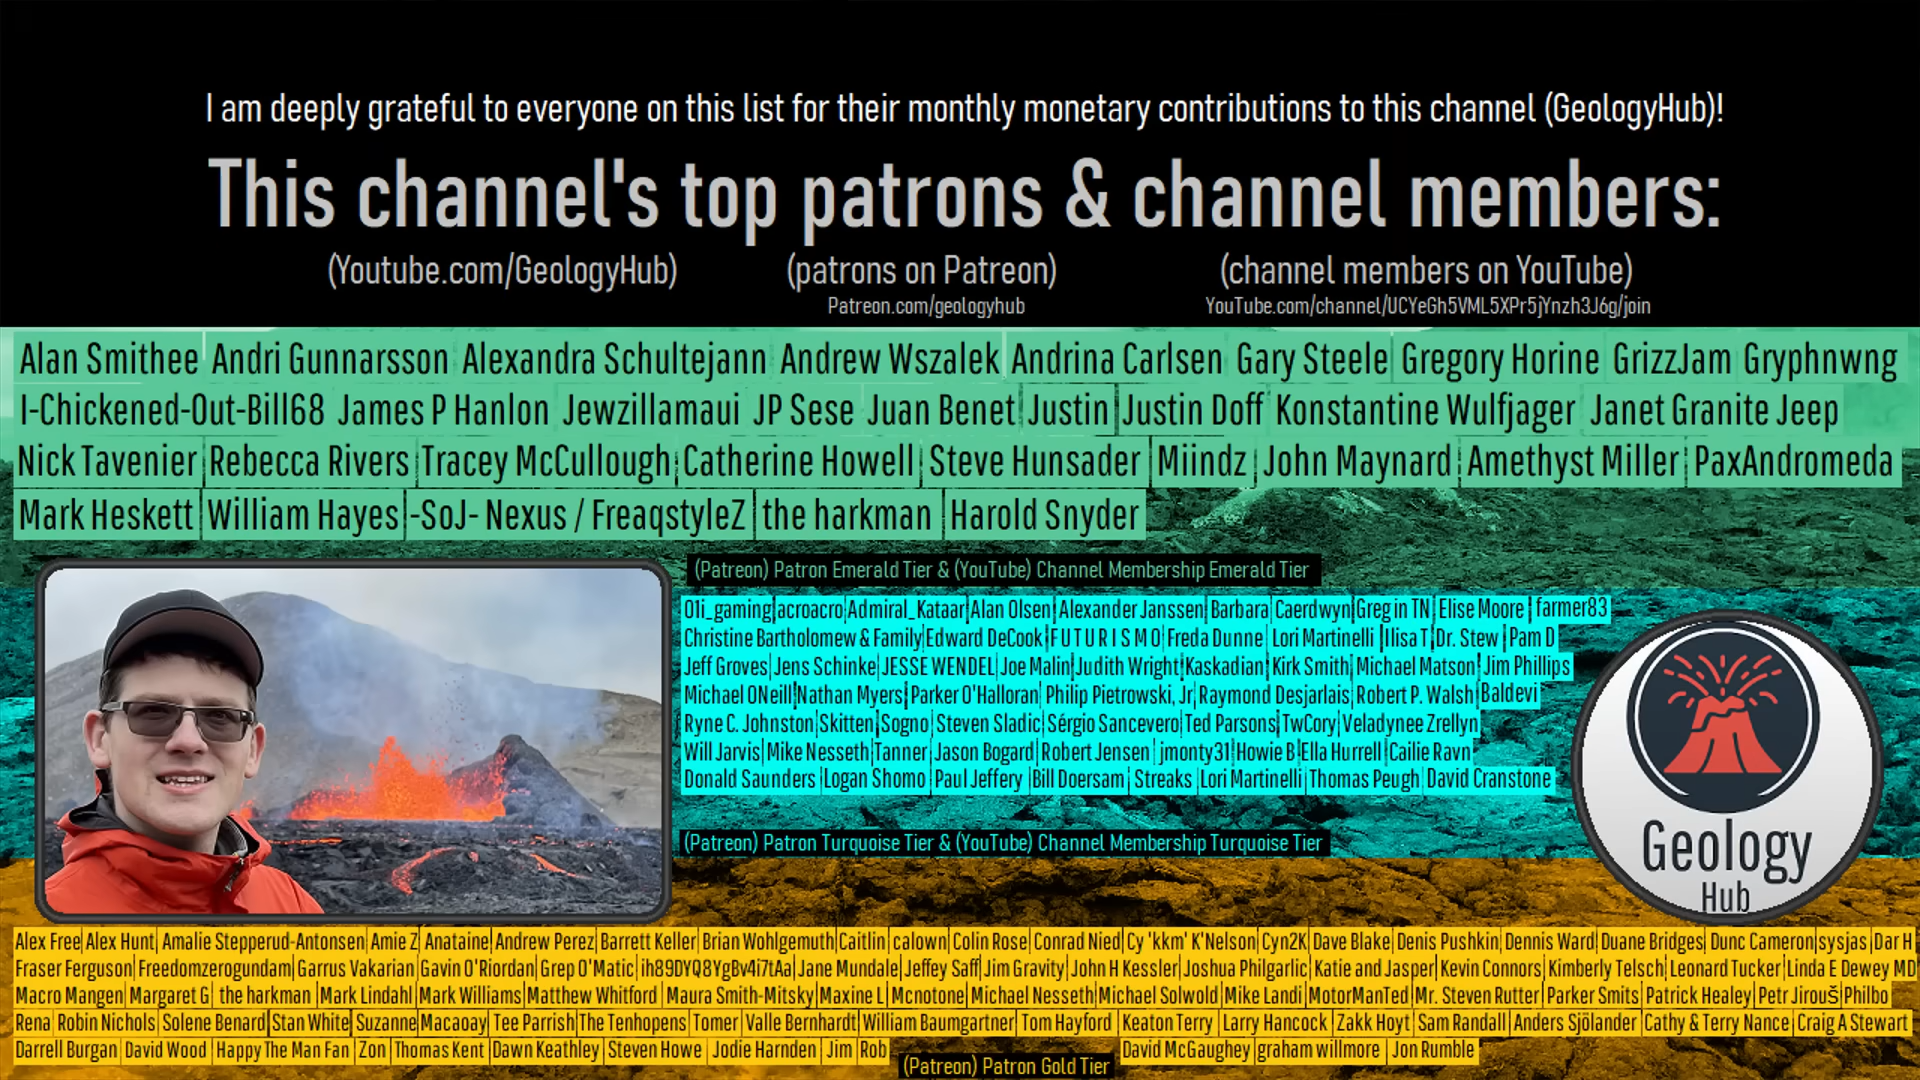 I am deeply grateful to everyone on this list for their monthly monetary contributions to this channel (GeologyHub)!
This channel's top patrons & channel members:
(Youtube.com/GeologyHub) (patrons on Patreon) (channel members on YouTube)
Patreon.com/geologyhub YouTube.com/channel/UCYeGh5VML5XPr5jYnzh3J6g/join
Alan Smithee Andri Gunnarsson Alexandra Schultejann Andrew Wszalek Andrina Carlsen Gary Steele Gregory Horine GrizzJam Gryphnwng
I-Chickened-Out-Bill68 James P Hanlon Jewzillamaui JP Sese Juan Benet Justin Justin Doff Konstantine Wulfjager Janet Granite Jeep
Nick Tavenier Rebecca Rivers Tracey McCullough Catherine Howell Steve Hunsader Miindz John Maynard Amethyst Miller PaxAndromeda
Mark Heskett William Hayes -SoJ- Nexus / FreaqstyleZ the harkman Harold Snyder
(Patreon) Patron Emerald Tier & (YouTube) Channel Membership Emerald Tier
01i_gaming acroacro Admiral_Kataar Alan Olsen Alexander Janssen Barbara Caerdwyn Greg in TN Elise Moore farmer83
Christine Bartholomew & Family Edward DeCook F U T U R I S M O Freda Dunne Lori Martinelli Ilisa T Dr. Stew Pam D
Jeff Groves Jens Schinke JESSE WENDEL Joe Malin Judith Wright Kaskadian Kirk Smith Michael Matson Jim Phillips
Michael ONeill Nathan Myers Parker O'Halloran Philip Pietrowski, Jr Raymond Desjarlais Robert P. Walsh Baldevi
Ryne C. Johnston Skitten Sogno Steven Sladic Sérgio Sancevero Ted Parsons TwCory Veladynee Zrellyn
Will Jarvis Mike Nesseth Tanner Jason Bogard Robert Jensen jmonty31 Howie B Ella Hurrell Cailie Ravn
Donald Saunders Logan Shomo Paul Jeffery Bill Doersam Streaks Lori Martinelli Thomas Peugh David Cranstone
(Patreon) Patron Turquoise Tier & (YouTube) Channel Membership Turquoise Tier
Geology
Hub
Alex Free Alex Hunt Amalie Stepperud-Antonsen Amie Z Anataine Andrew Perez Barrett Keller Brian Wohlgemuth Caitlin calown Colin Rose Conrad Nied Cy 'kkm' K'Nelson Cyn2K Dave Blake Denis Pushkin Dennis Ward Duane Bridges Dunc Cameron sysjas Dar H
Fraser Ferguson Freedomzerogundam Garrus Vakarian Gavin O'Riordan Grep O'Matic ih89DYQ8YgBv4i7tAa Jane Mundale Jeffey Saff Jim Gravity John H Kessler Joshua Philgarlic Katie and Jasper Kevin Connors Kimberly Telsch Leonard Tucker Linda E Dewey MD
Macro Mangen Margaret G the harkman Mark Lindahl Mark Williams Matthew Whitford Maura Smith-Mitsky Maxine L Mcnotone Michael Nesseth Michael Solwold Mike Landi MotorManTed Mr. Steven Rutter Parker Smits Patrick Healey Petr Jirouš Philbo
Rena Robin Nichols Solene Benard Stan White Suzanne Macaoay Tee Parrish The Tenhopens Tomer Valle Bernhardt William Baumgartner Tom Hayford Keaton Terry Larry Hancock Zakk Hoyt Sam Randall Anders Sjölander Cathy & Terry Nance Craig A Stewart
Darrell Burgan David Wood Happy The Man Fan Zon Thomas Kent Dawn Keathley Steven Howe Jodie Harnden Jim Rob David McGaughey graham willmore Jon Rumble
(Patreon) Patron Gold Tier